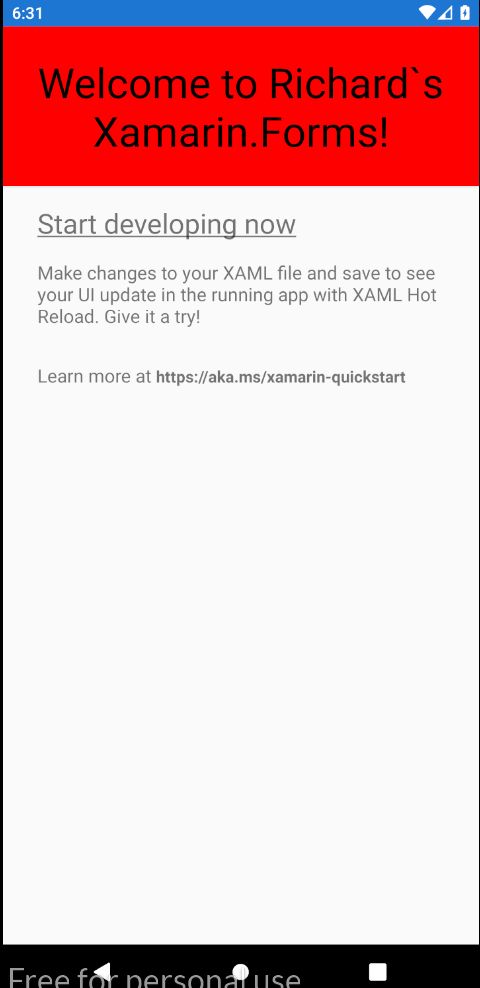 6:31
Welcome to Richard`s
Xamarin.Forms!
Start developing now
Make changes to your XAML file and save to see
your UI update in the running app with XAML Hot
Reload. Give it a try!
Learn more at https://aka.ms/xamarin-quickstart
Free for personal use